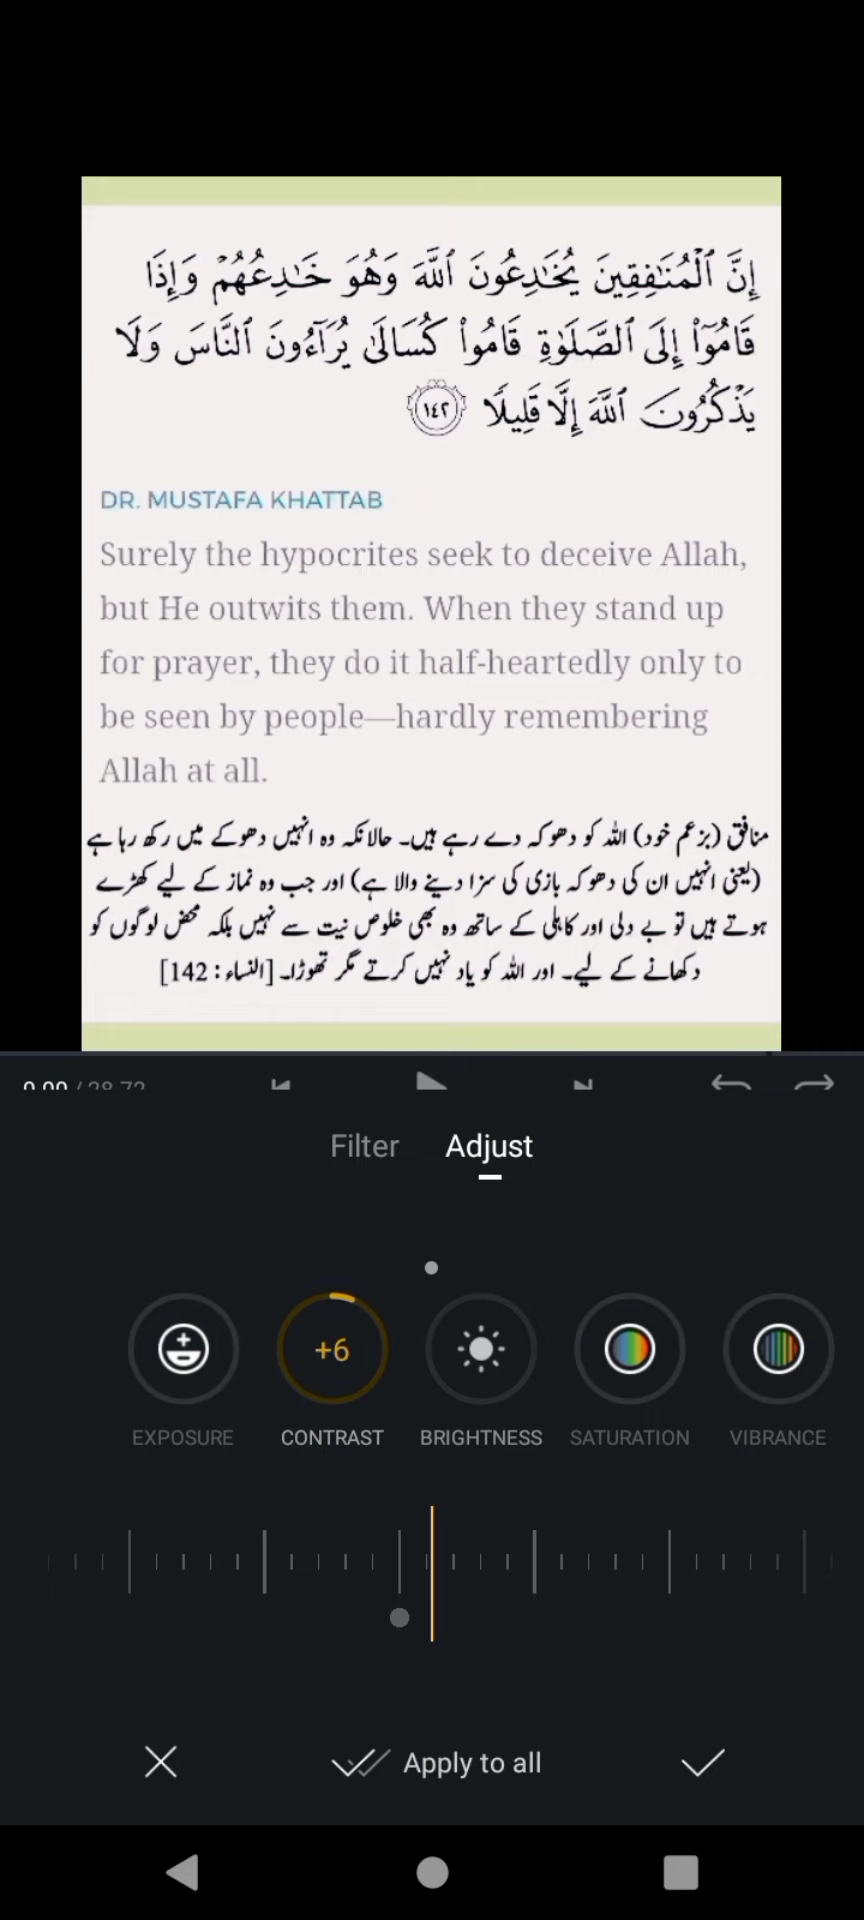 إِنَّ ٱلْمُنَٰفِقِينَ يُخَٰدِعُونَ ٱللَّهَ وَهُوَ خَٰدِعُهُمْ وَإِذَا
قَامُوٓا۟ إِلَى ٱلصَّلَوٰةِ قَامُوا۟ كُسَالَىٰ يُرَآءُونَ ٱلنَّاسَ وَلَا
يَذْكُرُونَ ٱللَّهَ إِلَّا قَلِيلًا ١٤٢
DR. MUSTAFA KHATTAB
Surely the hypocrites seek to deceive Allah,
but He outwits them. When they stand up
for prayer, they do it half-heartedly only to
be seen by people—hardly remembering
Allah at all.
منافق (بزعم خود) اللہ کو دھوکہ دے رہے ہیں۔ حالانکہ وہ انہیں دھوکے میں رکھ رہا ہے
(یعنی انہیں ان کی دھوکہ بازی کی سزا دینے والا ہے) اور جب وہ نماز کے لیے کھڑے
ہوتے ہیں تو بے دلی اور کاہلی کے ساتھ وہ بھی خلوص نیت سے نہیں بلکہ محض لوگوں کو
دکھانے کے لیے۔ اور اللہ کو یاد نہیں کرتے مگر تھوڑا۔ [النساء : 142]
0.00 / 28.72
Filter Adjust
+6
EXPOSURE CONTRAST BRIGHTNESS SATURATION VIBRANCE
Apply to all